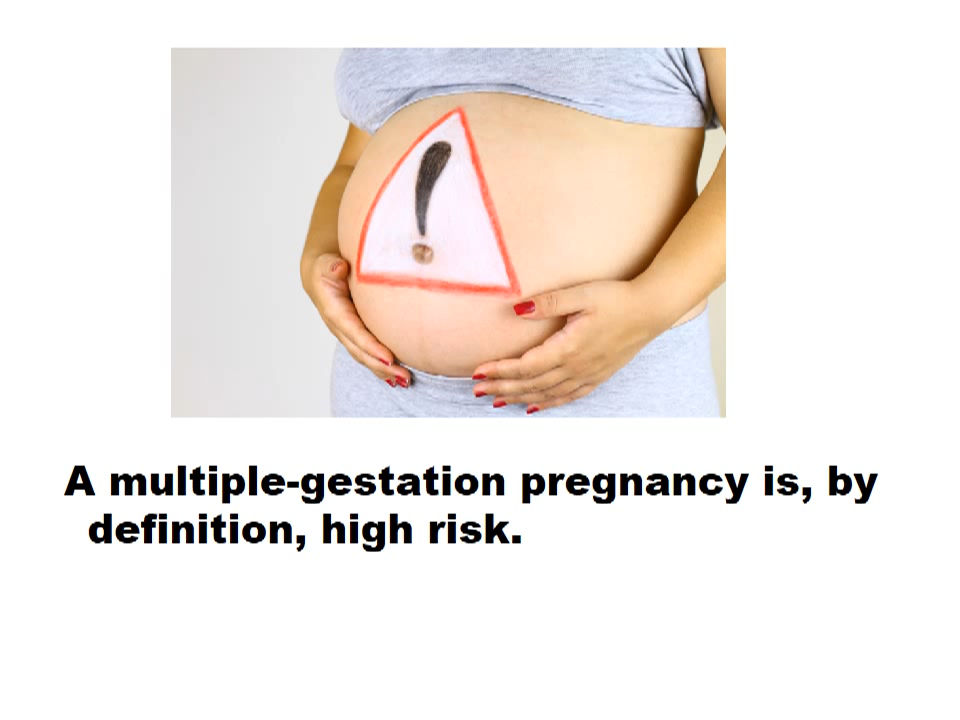 !
A multiple-gestation pregnancy is, by
definition, high risk.